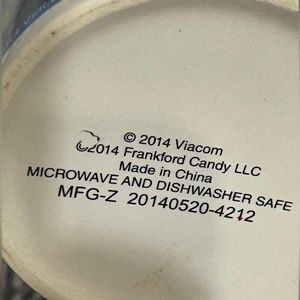 © 2014 Viacom
©2014 Frankford Candy LLC
Made in China
MICROWAVE AND DISHWASHER SAFE
MFG-Z 20140520-4212